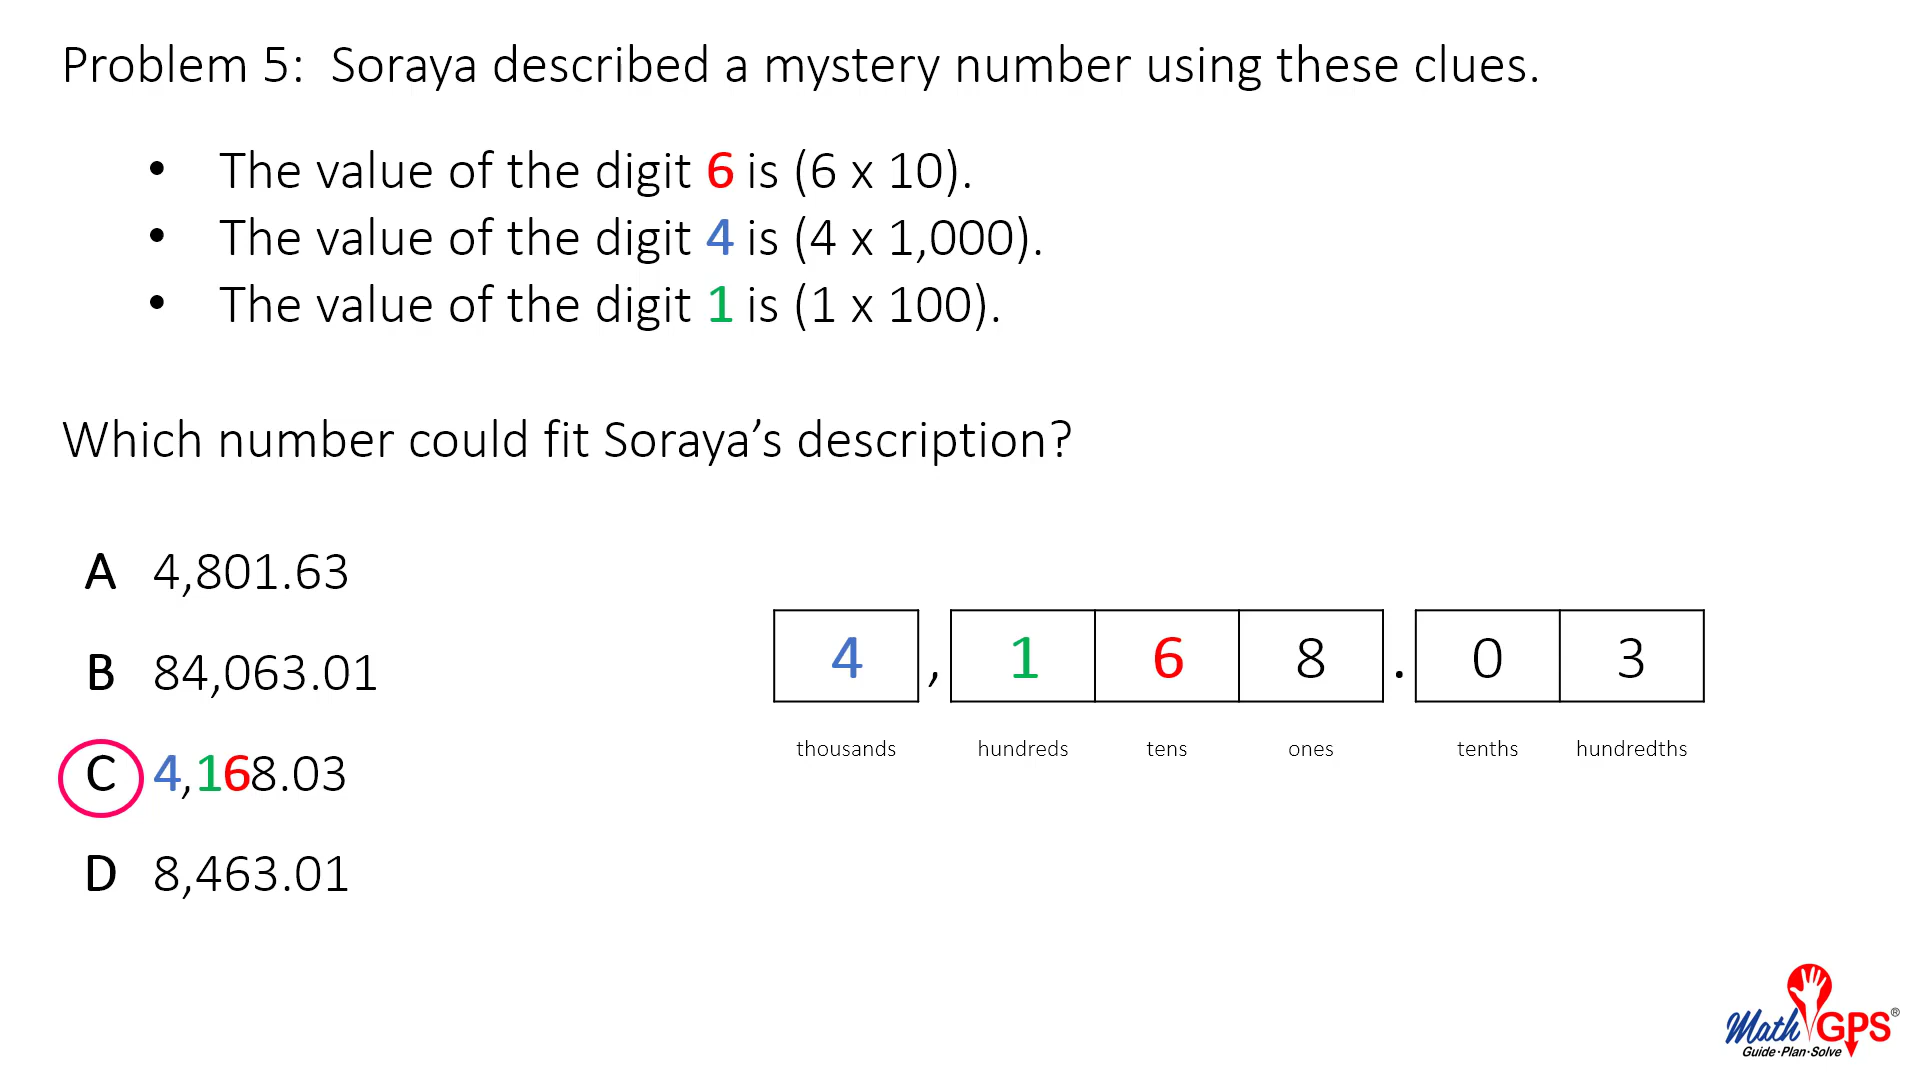 Problem 5: Soraya described a mystery number using these clues.
• The value of the digit 6 is (6 x 10).
• The value of the digit 4 is (4 x 1,000).
• The value of the digit 1 is (1 x 100).
Which number could fit Soraya’s description?
A 4,801.63
B 84,063.01
C 4,168.03
D 8,463.01
4 , 1 6 8 . 0 3
thousands hundreds tens ones tenths hundredths
Math GPS®
Guide·Plan·Solve